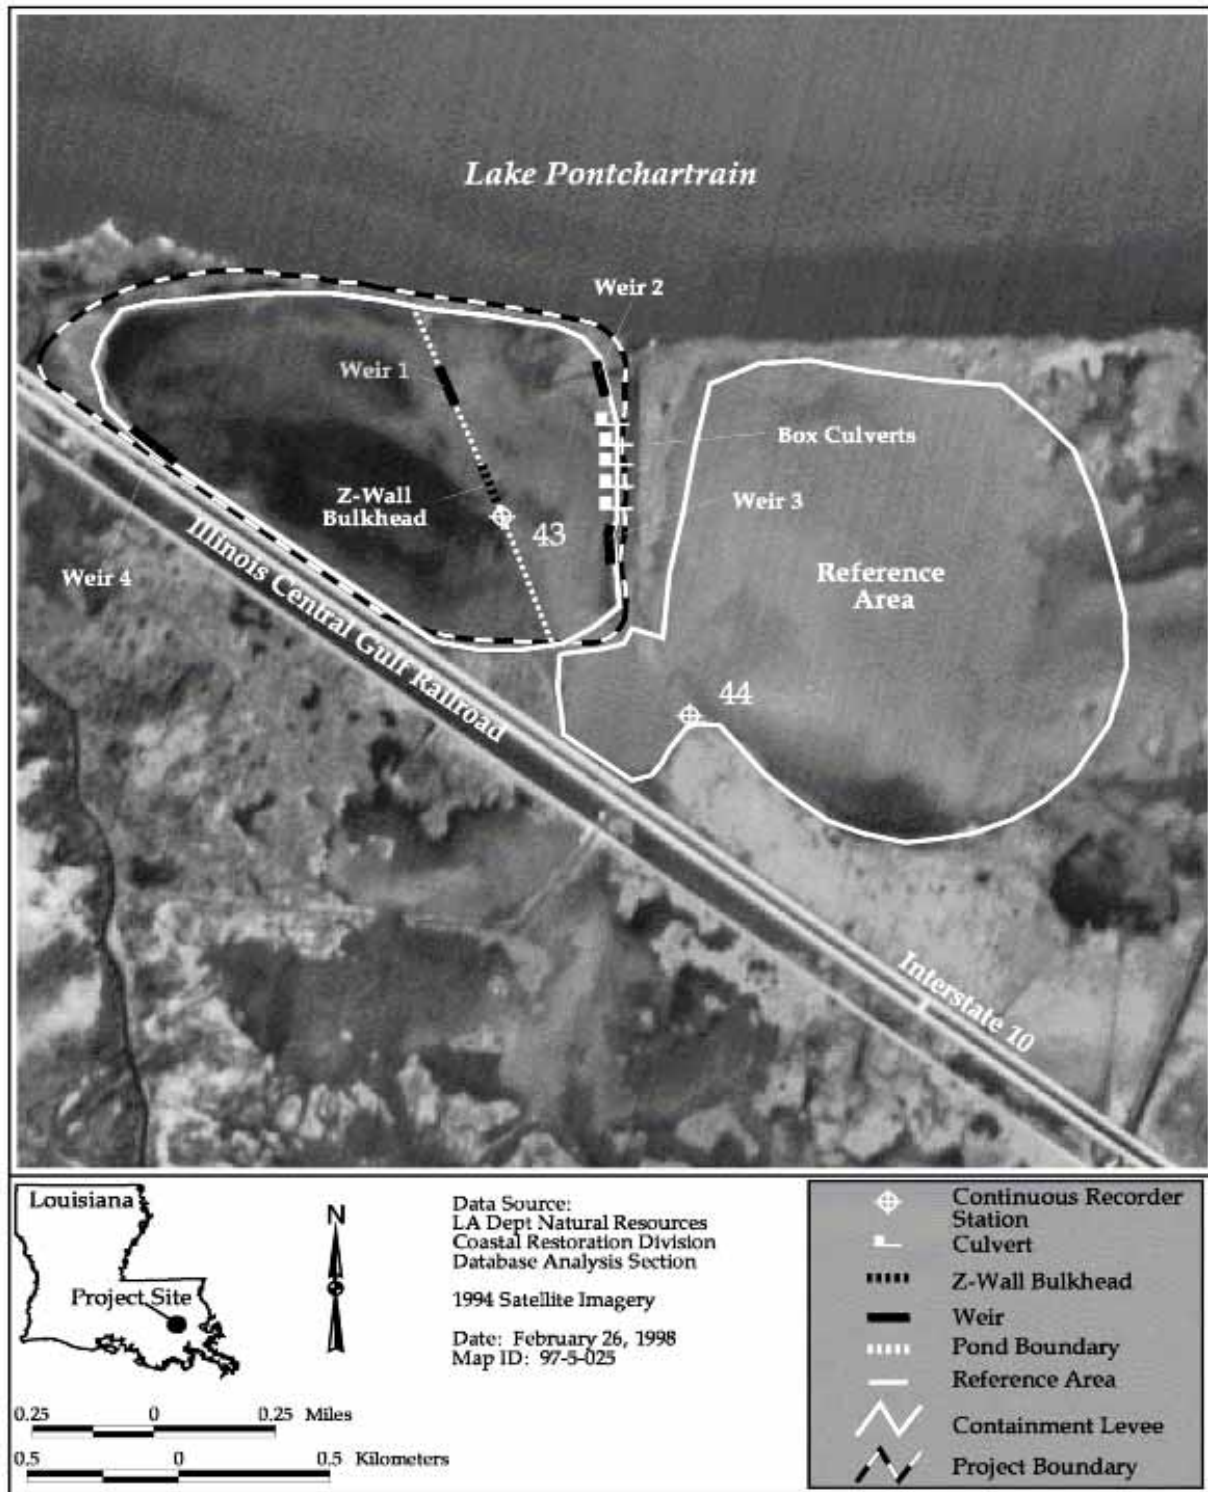 Lake Pontchartrain
Weir 2
Weir 1
Box Culverts
Z-Wall
Bulkhead
43
Weir 3
Weir 4
Illinois Central Gulf Railroad
Reference
Area
44
Interstate 10
Louisiana
Project Site
N
Data Source:
LA Dept Natural Resources
Coastal Restoration Division
Database Analysis Section
1994 Satellite Imagery
Date: February 26, 1998
Map ID: 97-5-025
0.25 0 0.25 Miles
0.5 0 0.5 Kilometers
Continuous Recorder
Station
Culvert
Z-Wall Bulkhead
Weir
Pond Boundary
Reference Area
Containment Levee
Project Boundary